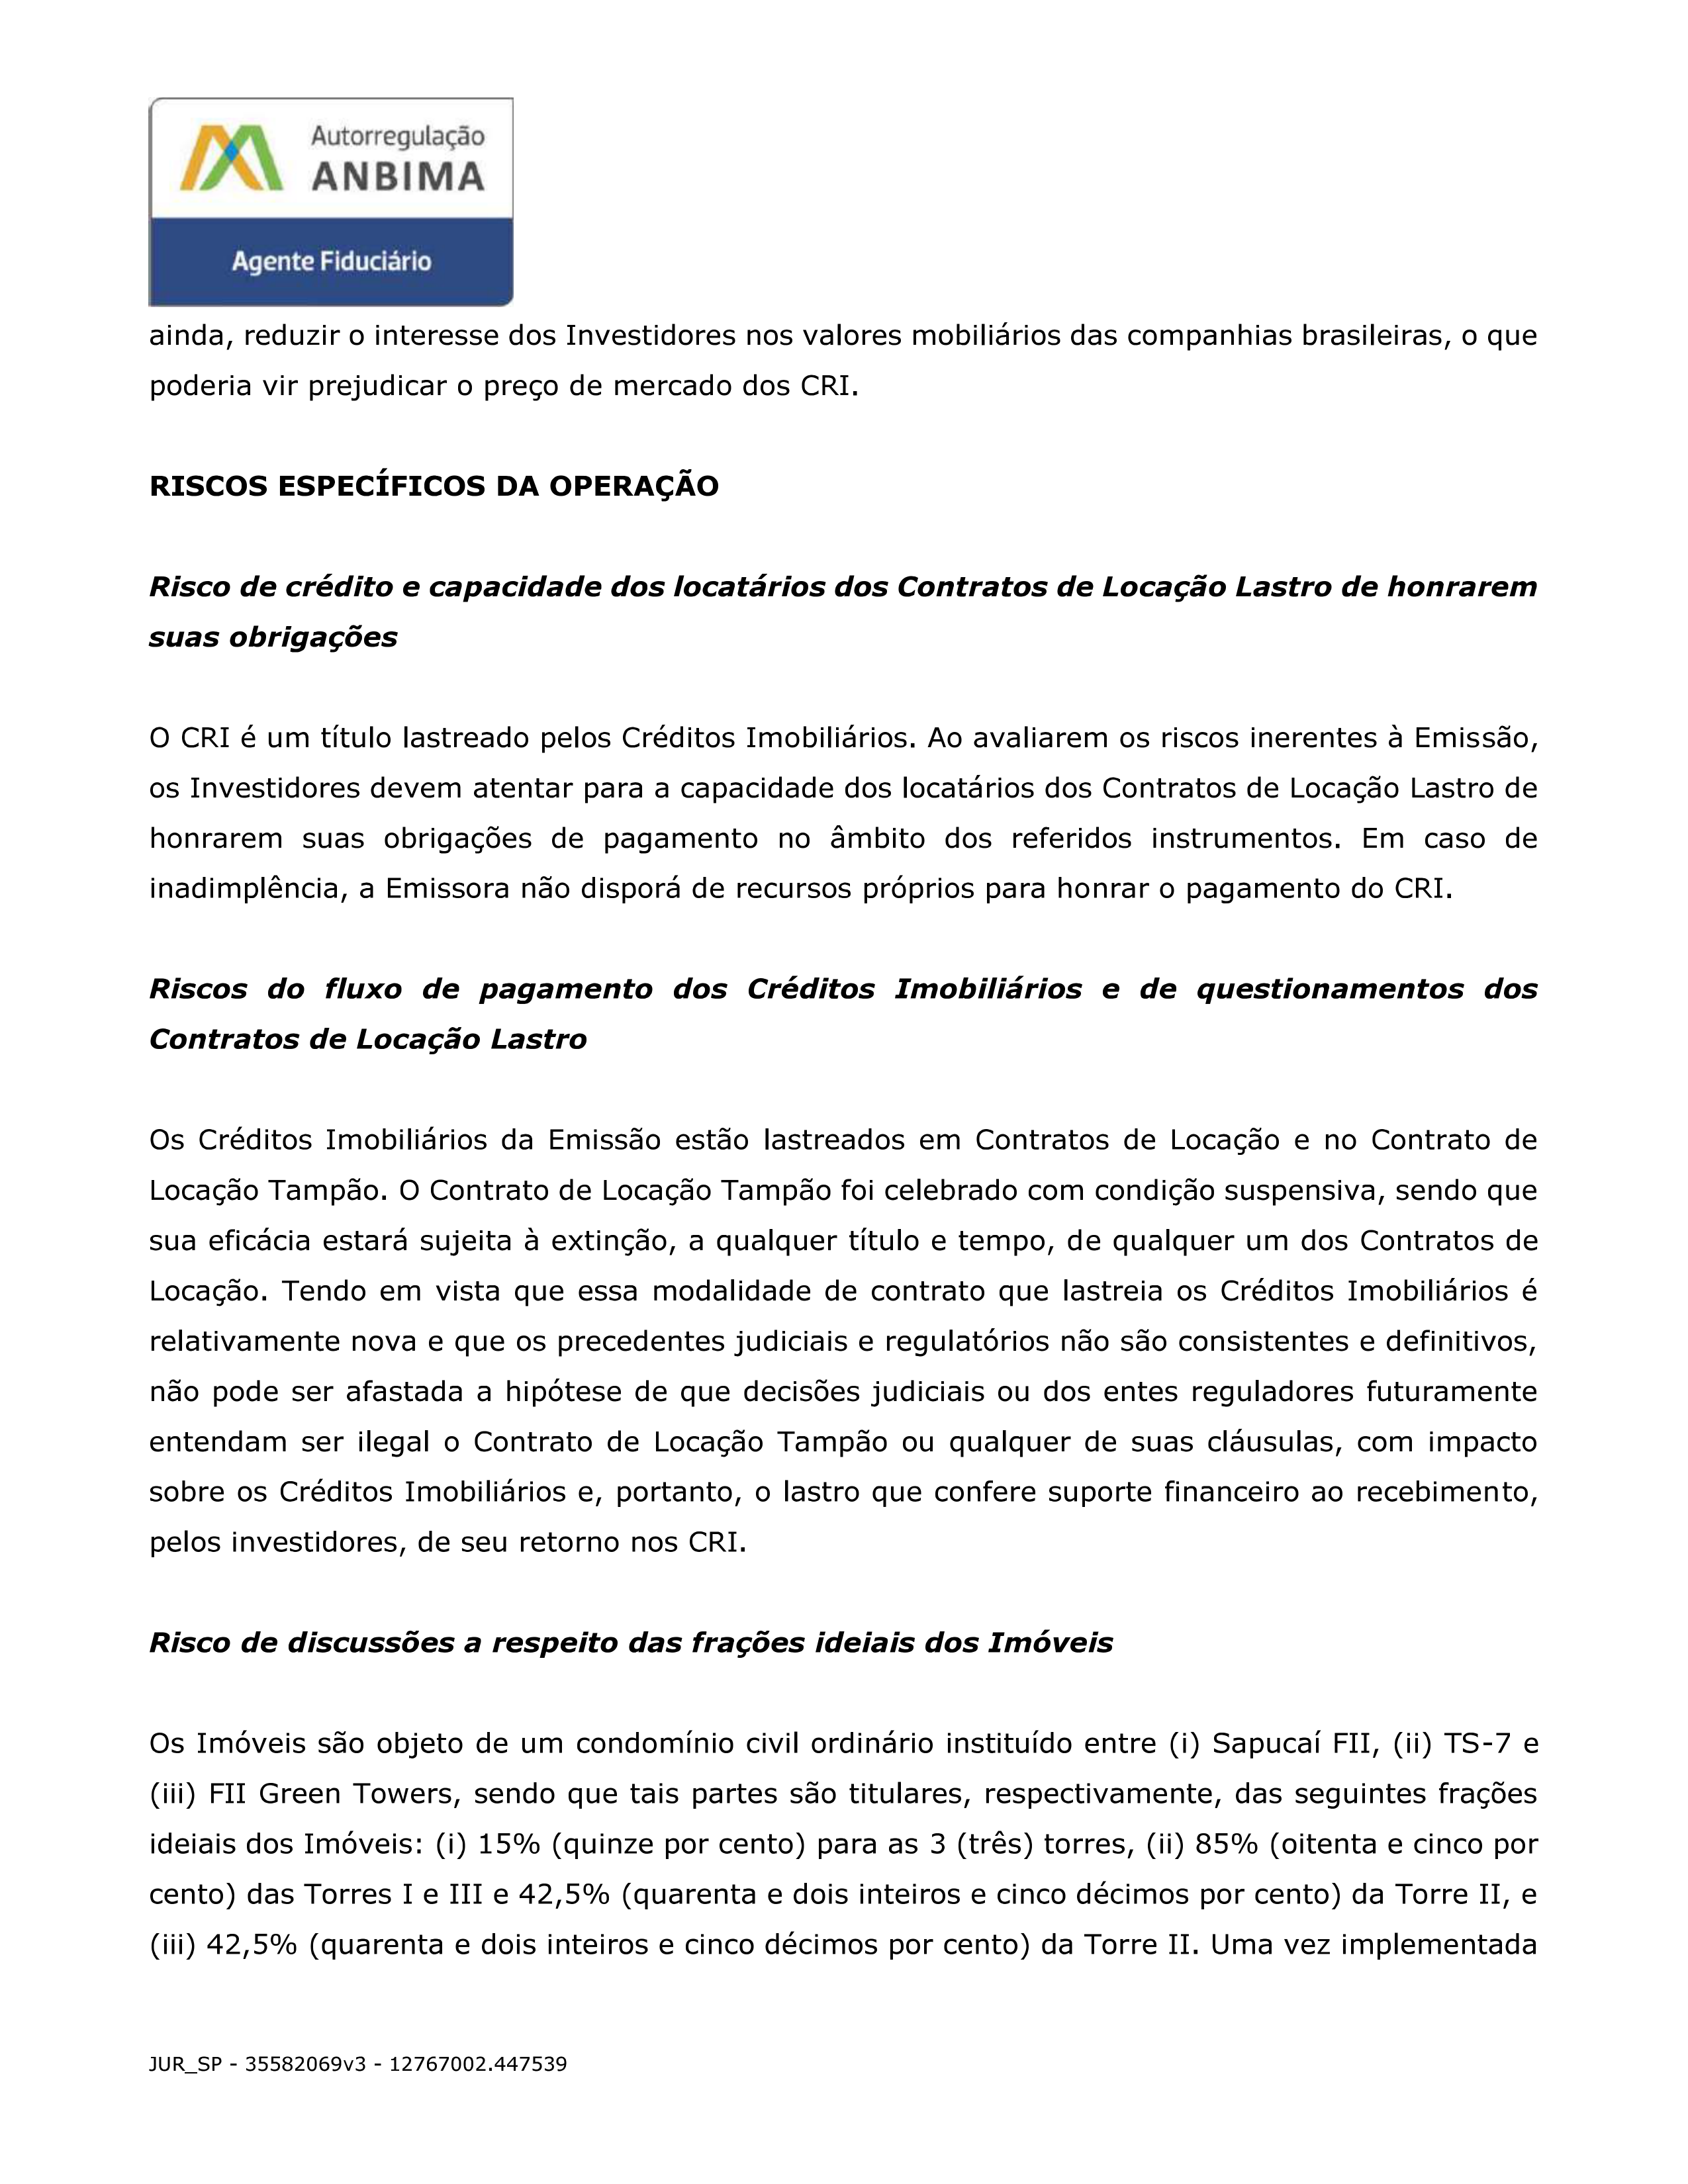 Autorregulação
ANBIMA
Agente Fiduciário
ainda, reduzir o interesse dos Investidores nos valores mobiliários das companhias brasileiras, o que
poderia vir prejudicar o preço de mercado dos CRI.
RISCOS ESPECÍFICOS DA OPERAÇÃO
Risco de crédito e capacidade dos locatários dos Contratos de Locação Lastro de honrarem
suas obrigações
O CRI é um título lastreado pelos Créditos Imobiliários. Ao avaliarem os riscos inerentes à Emissão,
os Investidores devem atentar para a capacidade dos locatários dos Contratos de Locação Lastro de
honrarem suas obrigações de pagamento no âmbito dos referidos instrumentos. Em caso de
inadimplência, a Emissora não disporá de recursos próprios para honrar o pagamento do CRI.
Riscos do fluxo de pagamento dos Créditos Imobiliários e de questionamentos dos
Contratos de Locação Lastro
Os Créditos Imobiliários da Emissão estão lastreados em Contratos de Locação e no Contrato de
Locação Tampão. O Contrato de Locação Tampão foi celebrado com condição suspensiva, sendo que
sua eficácia estará sujeita à extinção, a qualquer título e tempo, de qualquer um dos Contratos de
Locação. Tendo em vista que essa modalidade de contrato que lastreia os Créditos Imobiliários é
relativamente nova e que os precedentes judiciais e regulatórios não são consistentes e definitivos,
não pode ser afastada a hipótese de que decisões judiciais ou dos entes reguladores futuramente
entendam ser ilegal o Contrato de Locação Tampão ou qualquer de suas cláusulas, com impacto
sobre os Créditos Imobiliários e, portanto, o lastro que confere suporte financeiro ao recebimento,
pelos investidores, de seu retorno nos CRI.
Risco de discussões a respeito das frações ideiais dos Imóveis
Os Imóveis são objeto de um condomínio civil ordinário instituído entre (i) Sapucaí FII, (ii) TS-7 e
(iii) FII Green Towers, sendo que tais partes são titulares, respectivamente, das seguintes frações
ideiais dos Imóveis: (i) 15% (quinze por cento) para as 3 (três) torres, (ii) 85% (oitenta e cinco por
cento) das Torres I e III e 42,5% (quarenta e dois inteiros e cinco décimos por cento) da Torre II, e
(iii) 42,5% (quarenta e dois inteiros e cinco décimos por cento) da Torre II. Uma vez implementada
JUR_SP - 35582069v3 - 12767002.447539